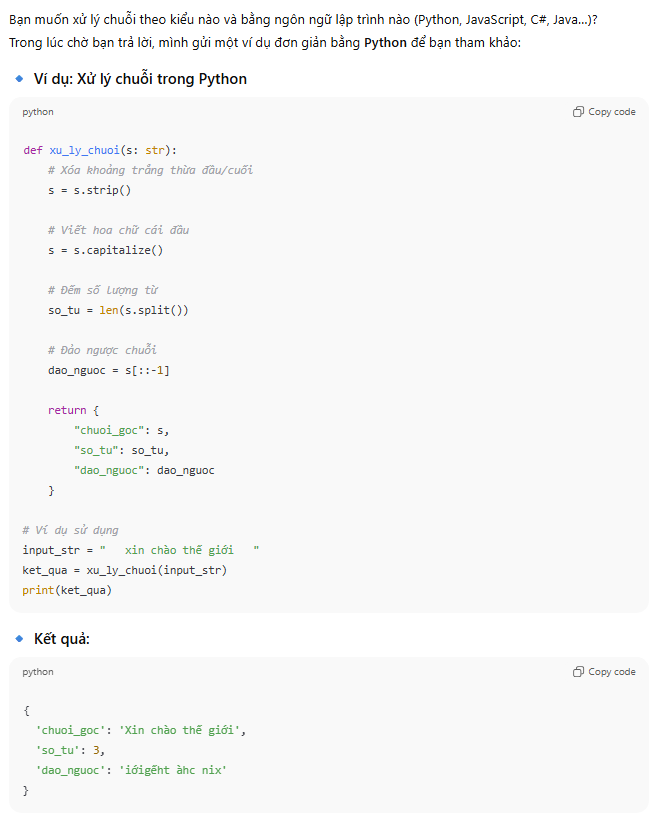 Bạn muốn xử lý chuỗi theo kiểu nào và bằng ngôn ngữ lập trình nào (Python, JavaScript, C#, Java...)?
Trong lúc chờ bạn trả lời, mình gửi một ví dụ đơn giản bằng Python để bạn tham khảo:
Ví dụ: Xử lý chuỗi trong Python
python
Copy code
def xu_ly_chuoi(s: str):
    # Xóa khoảng trắng thừa đầu/cuối
    s = s.strip()
    # Viết hoa chữ cái đầu
    s = s.capitalize()
    # Đếm số lượng từ
    so_tu = len(s.split())
    # Đảo ngược chuỗi
    dao_nguoc = s[::-1]
    return {
        "chuoi_goc": s,
        "so_tu": so_tu,
        "dao_nguoc": dao_nguoc
    }
# Ví dụ sử dụng
input_str = "   xin chào thế giới   "
ket_qua = xu_ly_chuoi(input_str)
print(ket_qua)
Kết quả:
python
Copy code
{
  'chuoi_goc': 'Xin chào thế giới',
  'so_tu': 3,
  'dao_nguoc': 'iớigếht àhc nix'
}